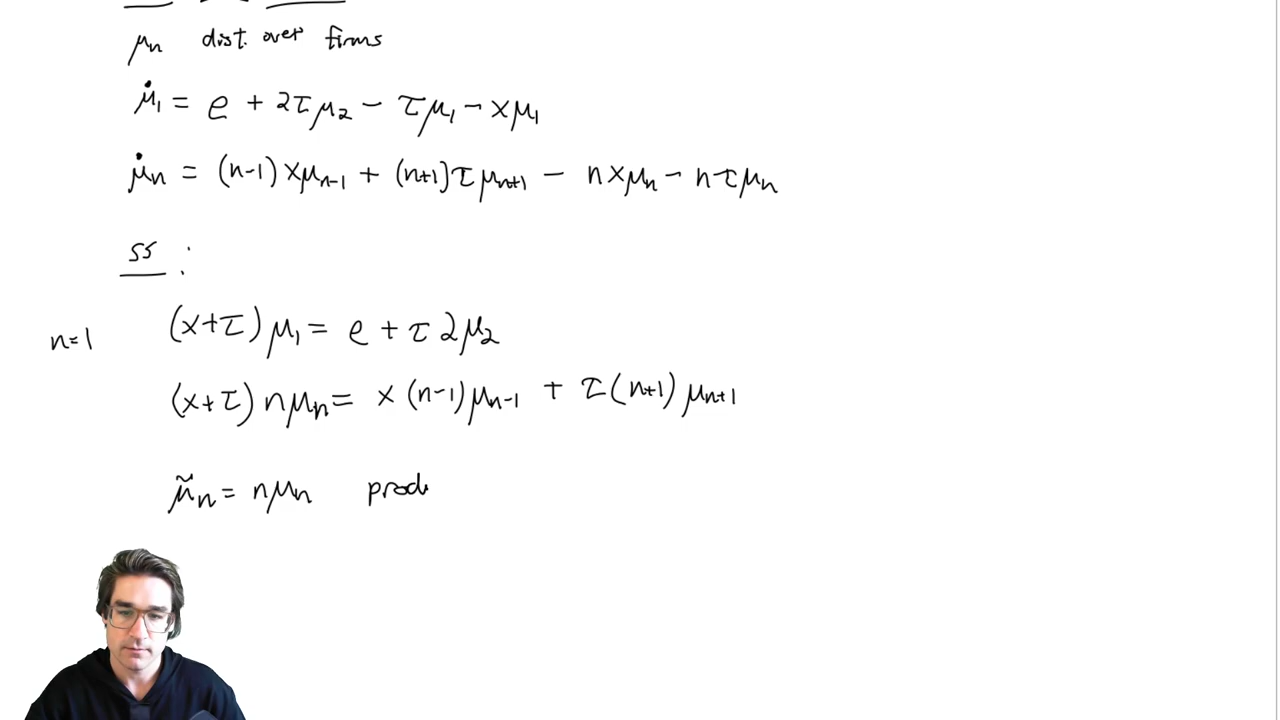 μn dist. over firms
μ̇1 = e + 2τμ2 − τμ1 − xμ1
μ̇n = (n-1)xμn-1 + (n+1)τμn+1 − nxμn − nτμn
SS :
n=1 (x+τ)μ1 = e + τ2μ2
(x+τ)nμn = x(n-1)μn-1 + τ(n+1)μn+1
μ̃n = nμn prod